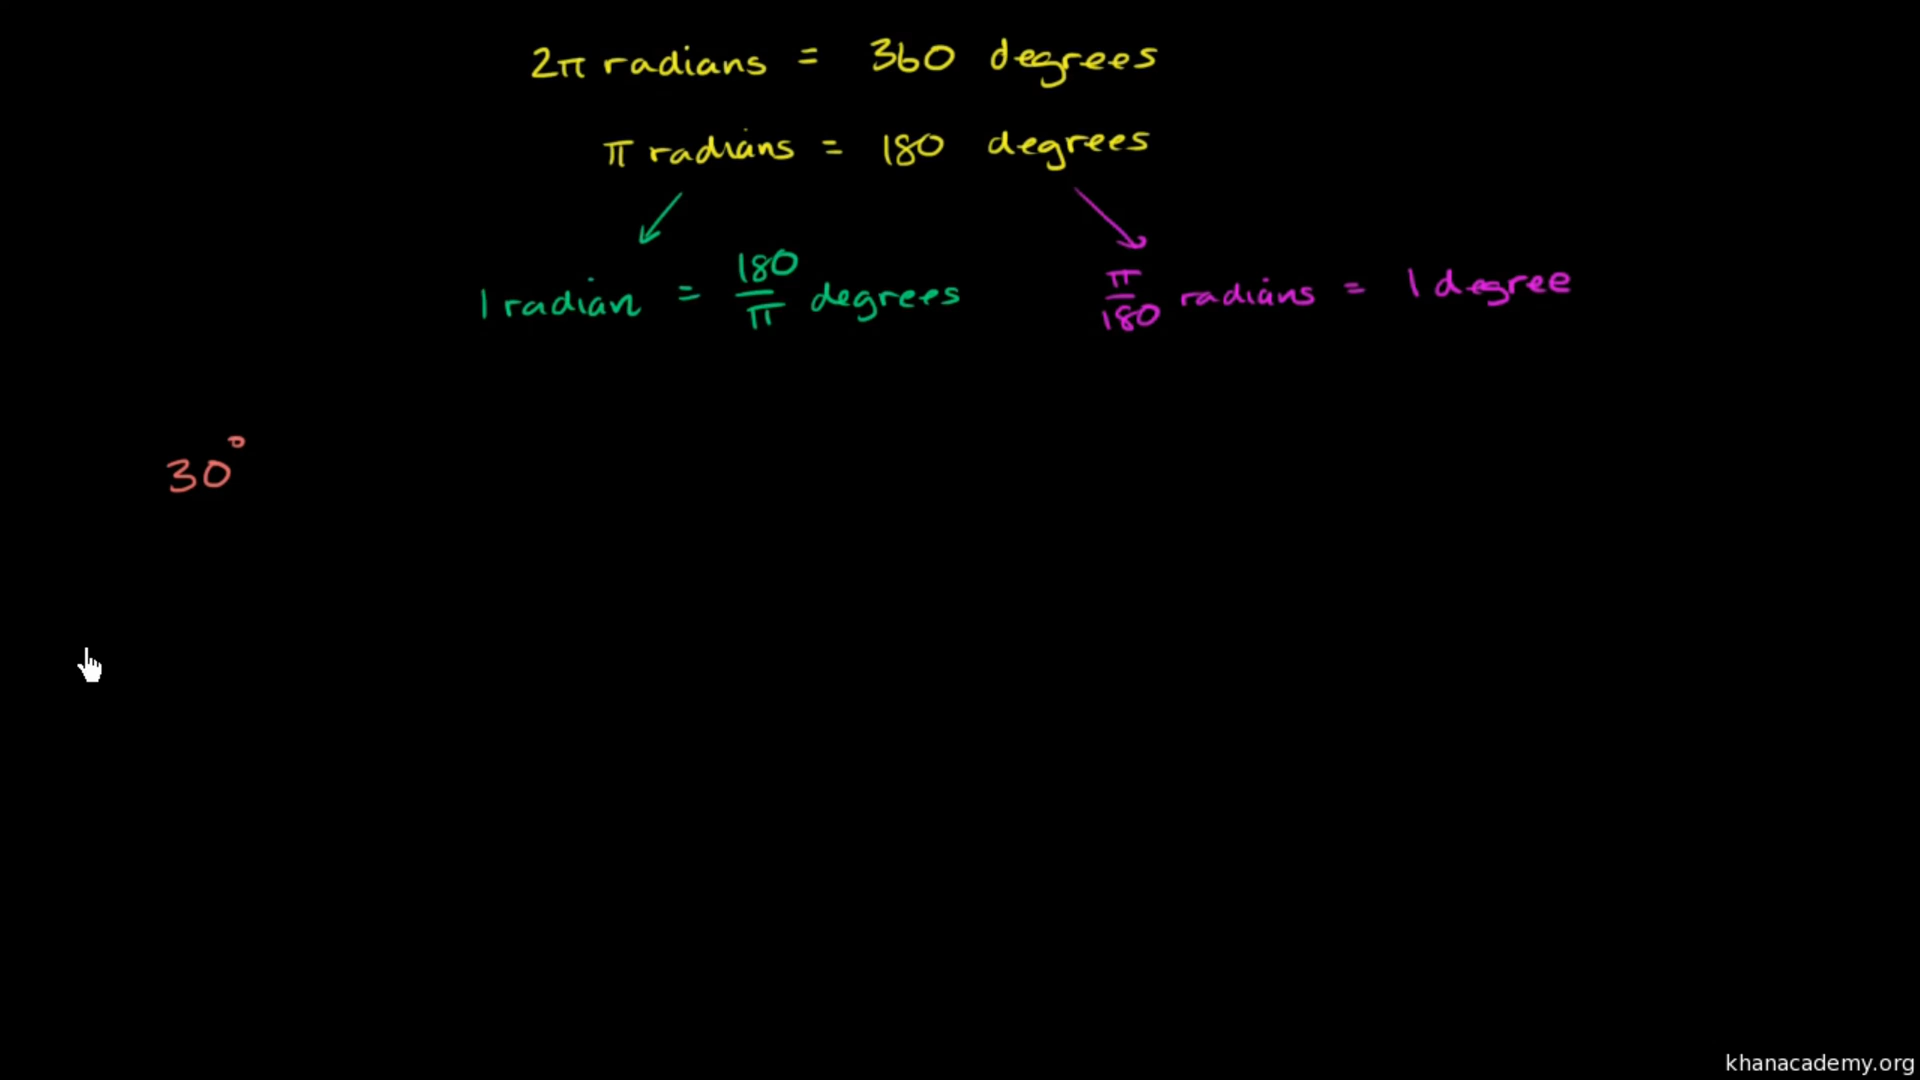 2π radians = 360 degrees
π radians = 180 degrees
1 radian = 180/π degrees
π/180 radians = 1 degree
30°
khanacademy.org